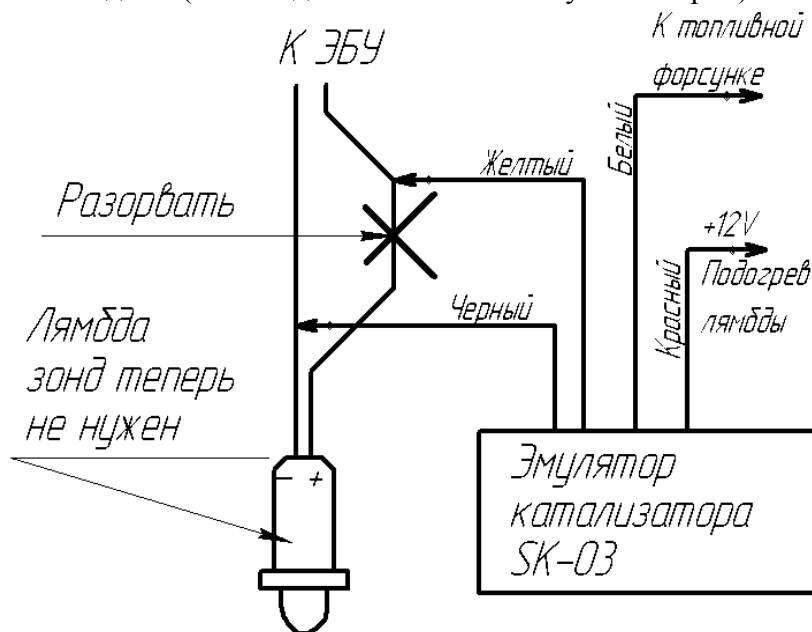 К ЭБУ
К топливной
форсунке
Белый
Желтый
Разорвать
+12V
Подогрев
лямбды
Красный
Черный
Лямбда
зонд теперь
не нужен
– +
Эмулятор
катализатора
SK-03